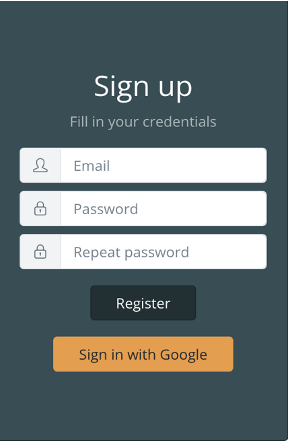 Sign up
Fill in your credentials
Email
Password
Repeat password
Register
Sign in with Google